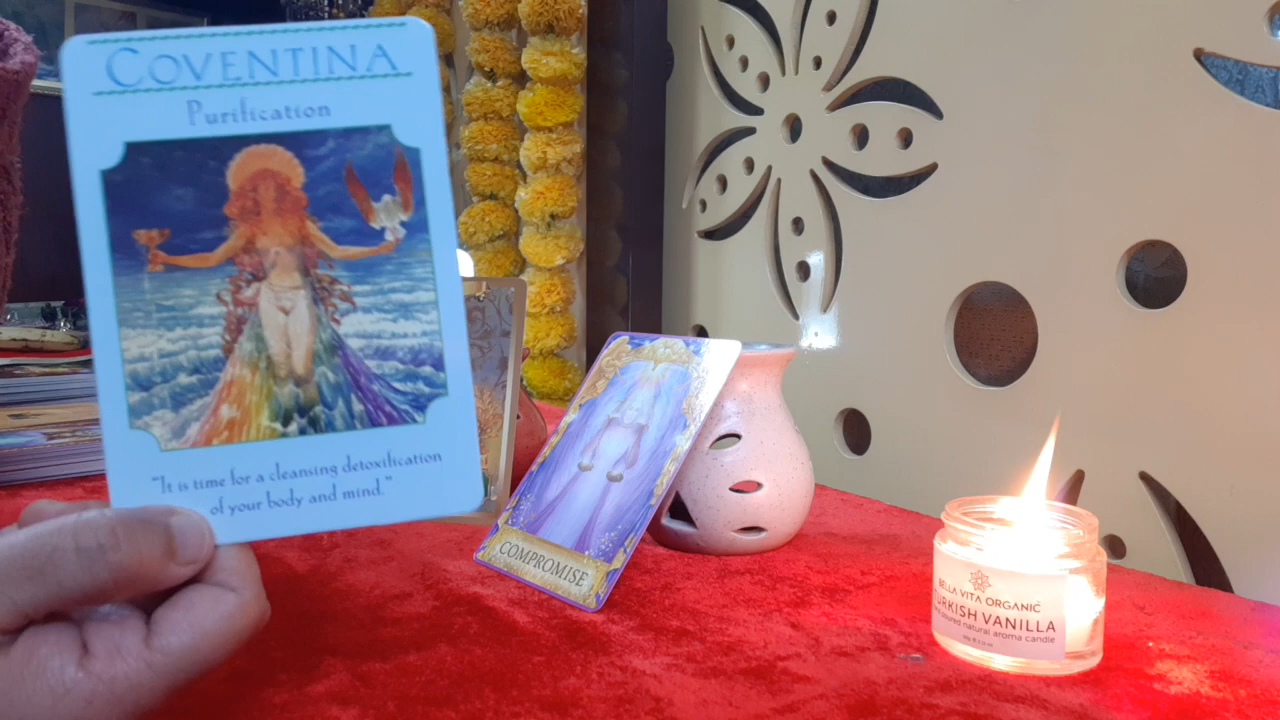 COVENTINA
Purification
"It is time for a cleansing detoxification
of your body and mind."
COMPROMISE
BELLA VITA ORGANIC
TURKISH VANILLA
natural aroma candle